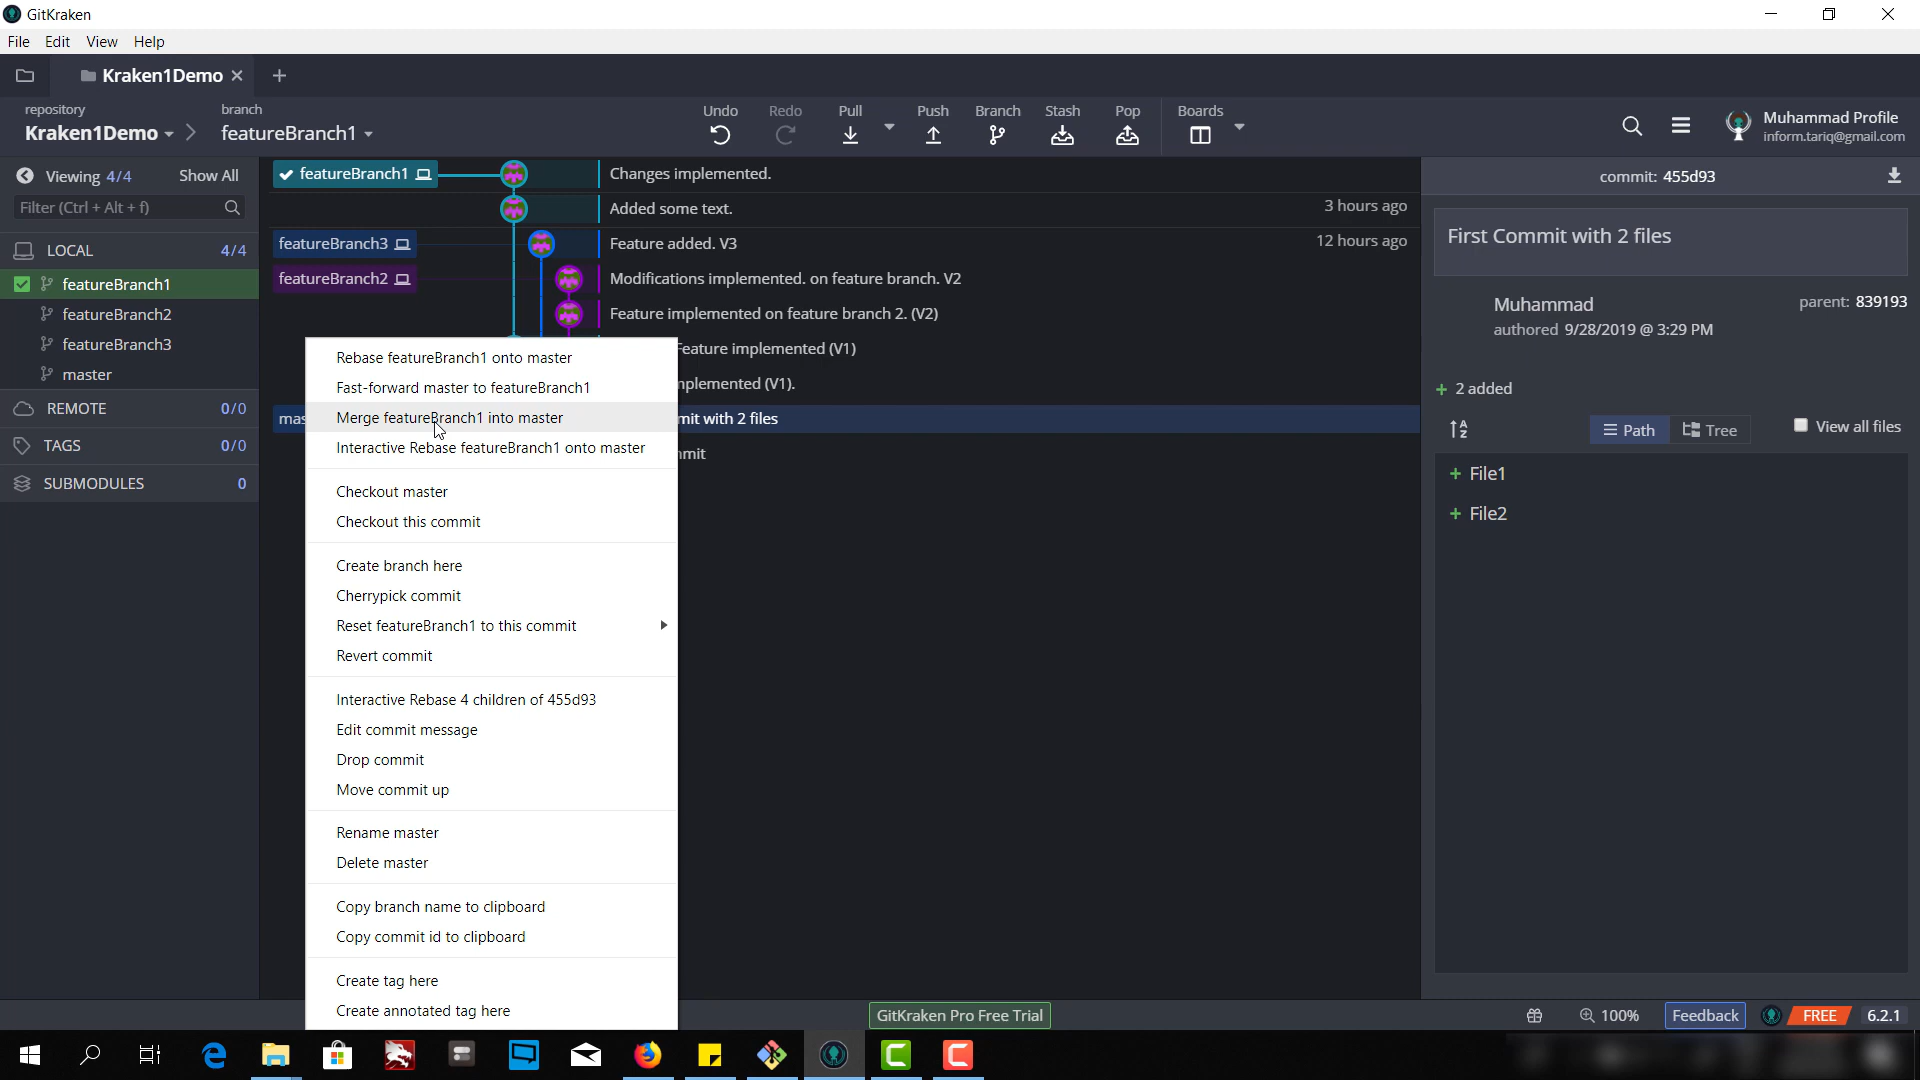 GitKraken
File Edit View Help
Kraken1Demo
repository
Kraken1Demo
branch
featureBranch1
Undo
Redo
Pull
Push
Branch
Stash
Pop
Boards
Muhammad Profile
inform.tariq@gmail.com
Viewing 4/4 Show All
Filter (Ctrl + Alt + f)
LOCAL 4/4
featureBranch1
featureBranch2
featureBranch3
master
REMOTE 0/0
TAGS 0/0
SUBMODULES 0
featureBranch1 Changes implemented.
Added some text. 3 hours ago
featureBranch3 Feature added. V3 12 hours ago
featureBranch2 Modifications implemented. on feature branch. V2
Feature implemented on feature branch 2. (V2)
Feature implemented (V1)
mplemented (V1).
mas mit with 2 files
mmit
Rebase featureBranch1 onto master
Fast-forward master to featureBranch1
Merge featureBranch1 into master
Interactive Rebase featureBranch1 onto master
Checkout master
Checkout this commit
Create branch here
Cherrypick commit
Reset featureBranch1 to this commit
Revert commit
Interactive Rebase 4 children of 455d93
Edit commit message
Drop commit
Move commit up
Rename master
Delete master
Copy branch name to clipboard
Copy commit id to clipboard
Create tag here
Create annotated tag here
commit: 455d93
First Commit with 2 files
Muhammad
authored 9/28/2019 @ 3:29 PM
parent: 839193
+ 2 added
Path Tree View all files
+ File1
+ File2
GitKraken Pro Free Trial
100% Feedback FREE 6.2.1